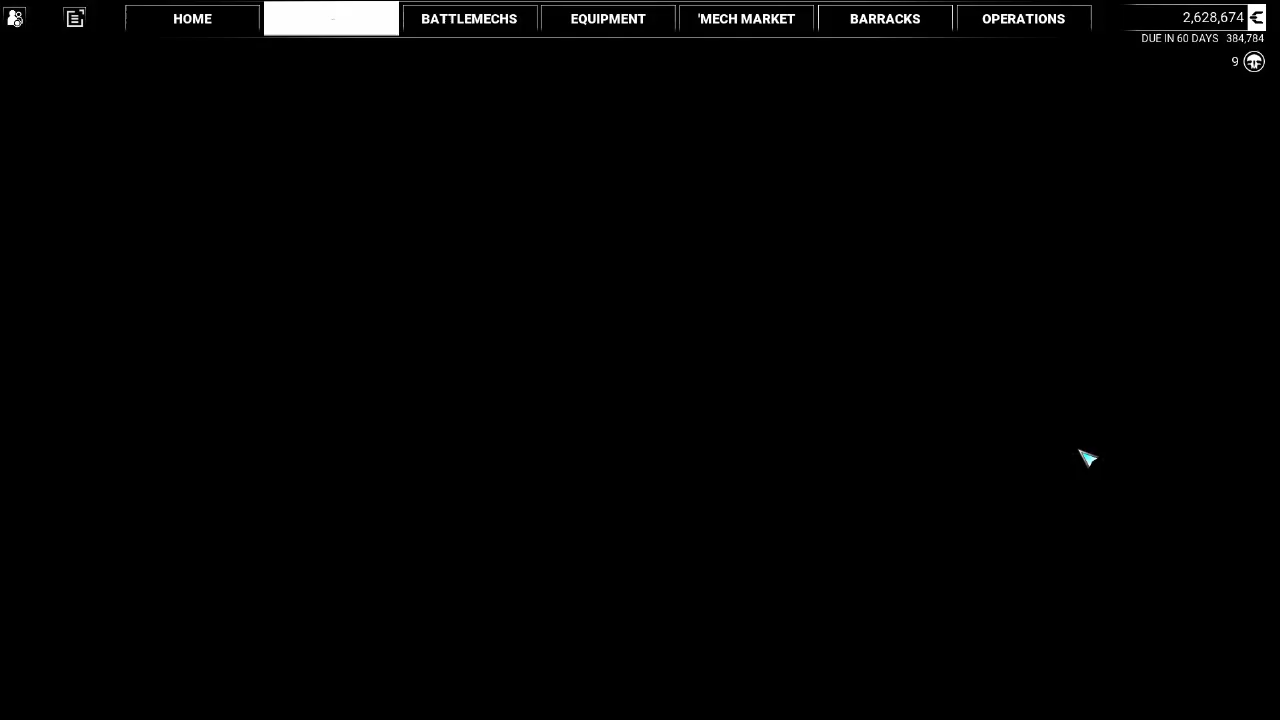 HOME
BATTLEMECHS
EQUIPMENT
'MECH MARKET
BARRACKS
OPERATIONS
2,628,674
DUE IN 60 DAYS 384,784
9